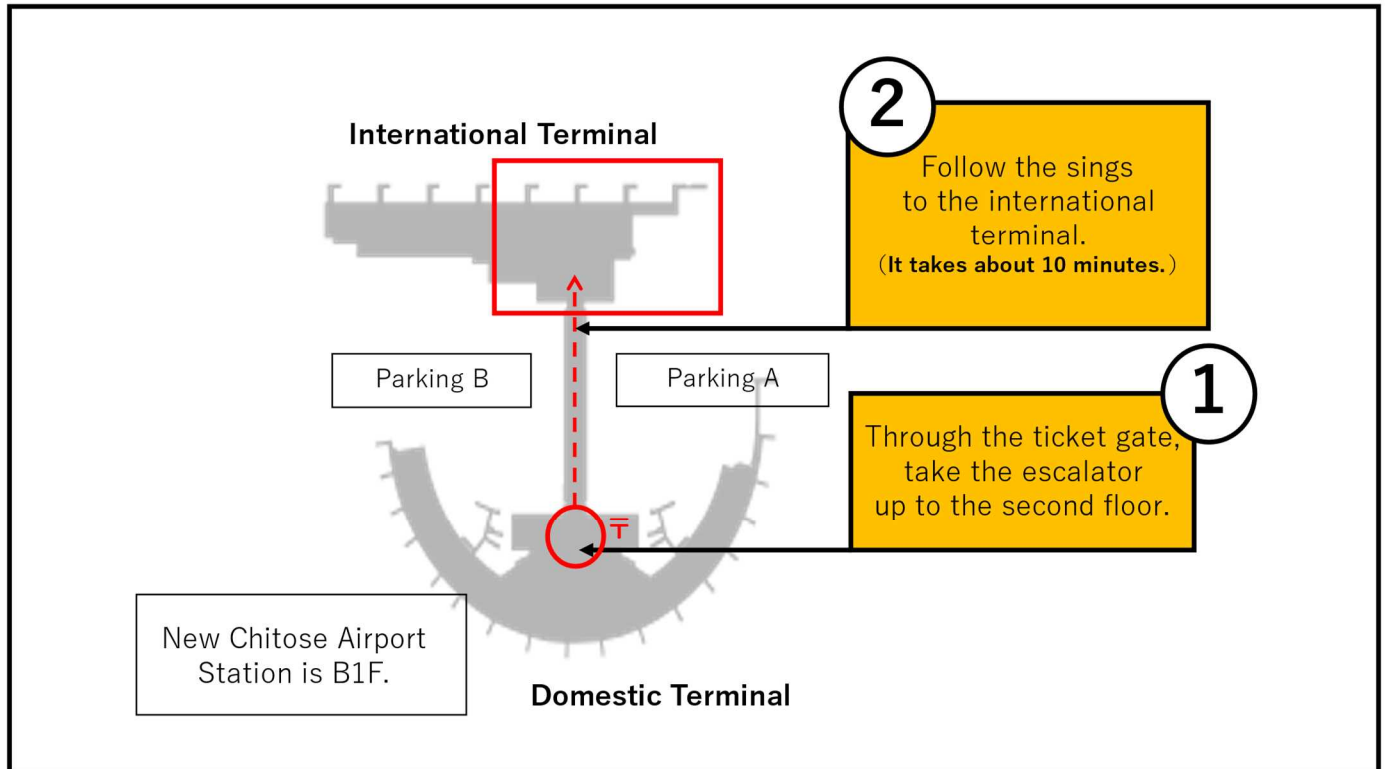 International Terminal
2
Follow the sings
to the international
terminal.
（It takes about 10 minutes.）
Parking B
Parking A
1
Through the ticket gate,
take the escalator
up to the second floor.
〒
New Chitose Airport
Station is B1F.
Domestic Terminal